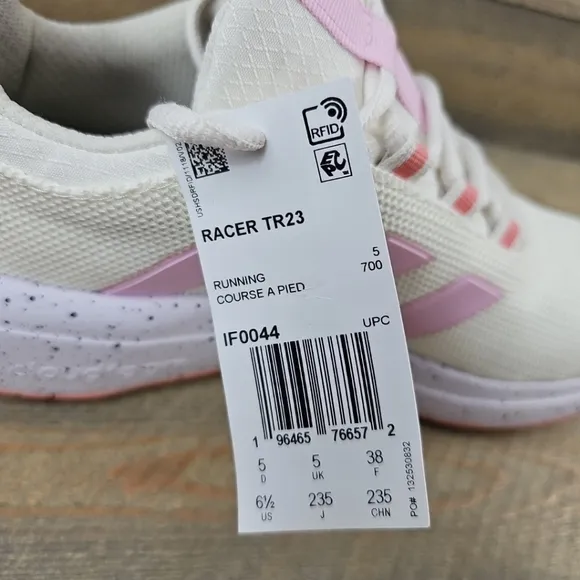 RFID
RACER TR23
RUNNING 5
COURSE A PIED 700
IF0044 UPC
1 96465 76657 2
5 5 38
D UK F
6½ 235 235
US J CHN
PO# 132530832